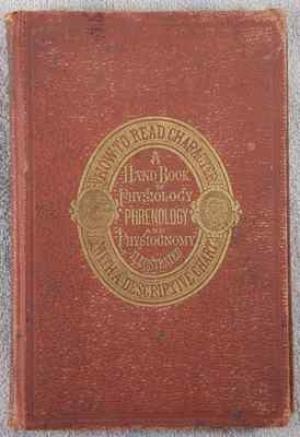 HOW TO READ CHARACTER
A
HAND BOOK
OF
PHYSIOLOGY
PHRENOLOGY
AND
PHYSIOGNOMY
ILLUSTRATED
WITH A DESCRIPTIVE CHART